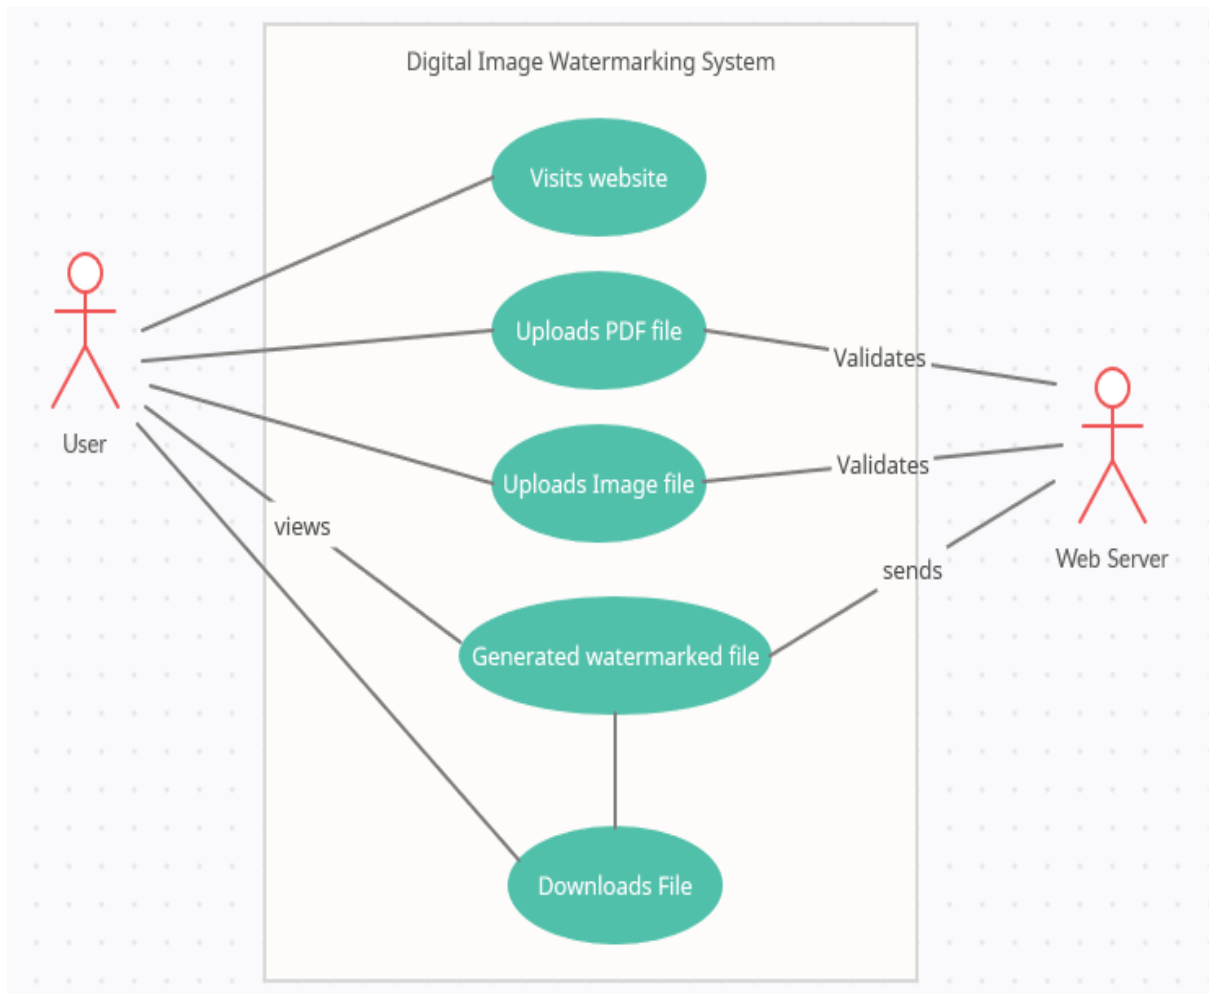 Digital Image Watermarking System
Visits website
Uploads PDF file
Validates
User
Uploads Image file
Validates
views
sends
Web Server
Generated watermarked file
Downloads File